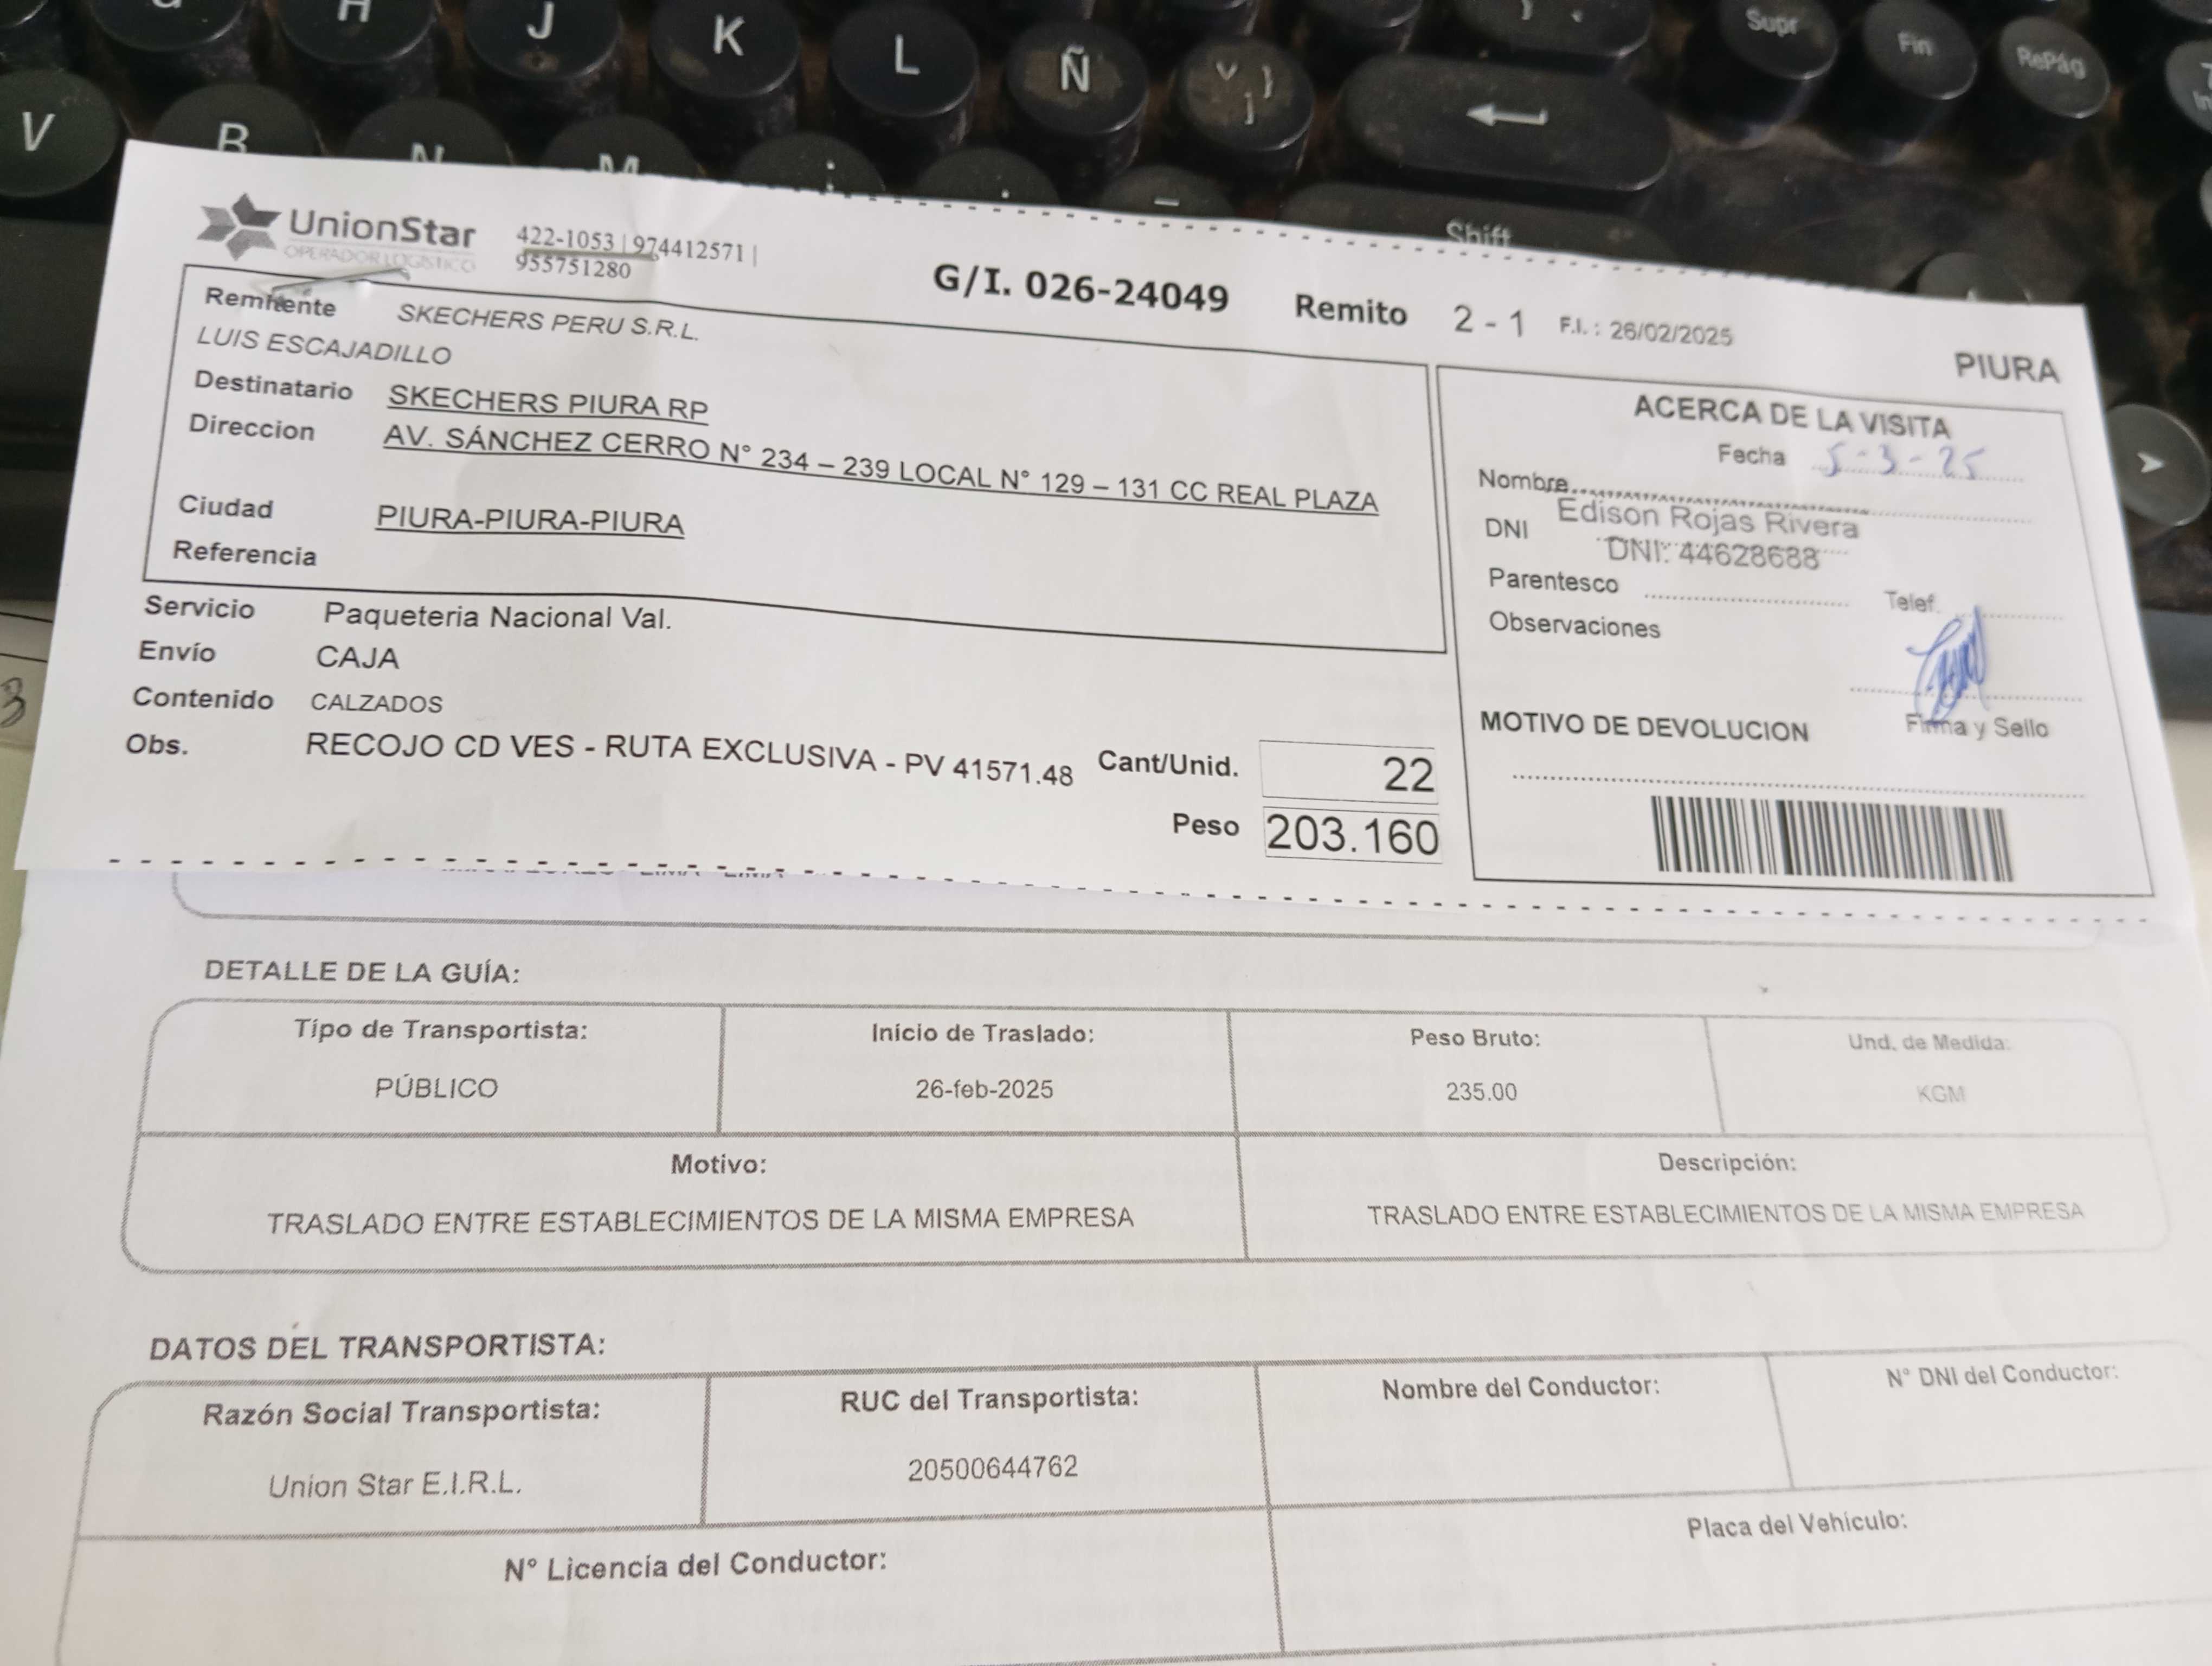 H J K L Ñ Supr Fin RePág
V B N M Shift
UnionStar
OPERADOR LOGISTICO
422-1053 | 974412571 |
955751280
G/I. 026-24049 Remito 2 - 1 F.I. : 26/02/2025
PIURA
Remitente SKECHERS PERU S.R.L.
LUIS ESCAJADILLO
Destinatario SKECHERS PIURA RP
Direccion AV. SÁNCHEZ CERRO N° 234 – 239 LOCAL N° 129 – 131 CC REAL PLAZA
Ciudad PIURA-PIURA-PIURA
Referencia
Servicio Paqueteria Nacional Val.
Envío CAJA
Contenido CALZADOS
Obs. RECOJO CD VES - RUTA EXCLUSIVA - PV 41571.48
Cant/Unid. 22
Peso 203.160
ACERCA DE LA VISITA
Fecha 5-3-25
Nombre
Edison Rojas Rivera
DNI DNI: 44628688
Parentesco Telef.
Observaciones
Firma y Sello
MOTIVO DE DEVOLUCION
DETALLE DE LA GUÍA:
Tipo de Transportista: Inicio de Traslado: Peso Bruto: Und. de Medida:
PÚBLICO 26-feb-2025 235.00 KGM
Motivo: Descripción:
TRASLADO ENTRE ESTABLECIMIENTOS DE LA MISMA EMPRESA TRASLADO ENTRE ESTABLECIMIENTOS DE LA MISMA EMPRESA
DATOS DEL TRANSPORTISTA:
Razón Social Transportista: RUC del Transportista: Nombre del Conductor: N° DNI del Conductor:
Union Star E.I.R.L. 20500644762
N° Licencia del Conductor: Placa del Vehículo: